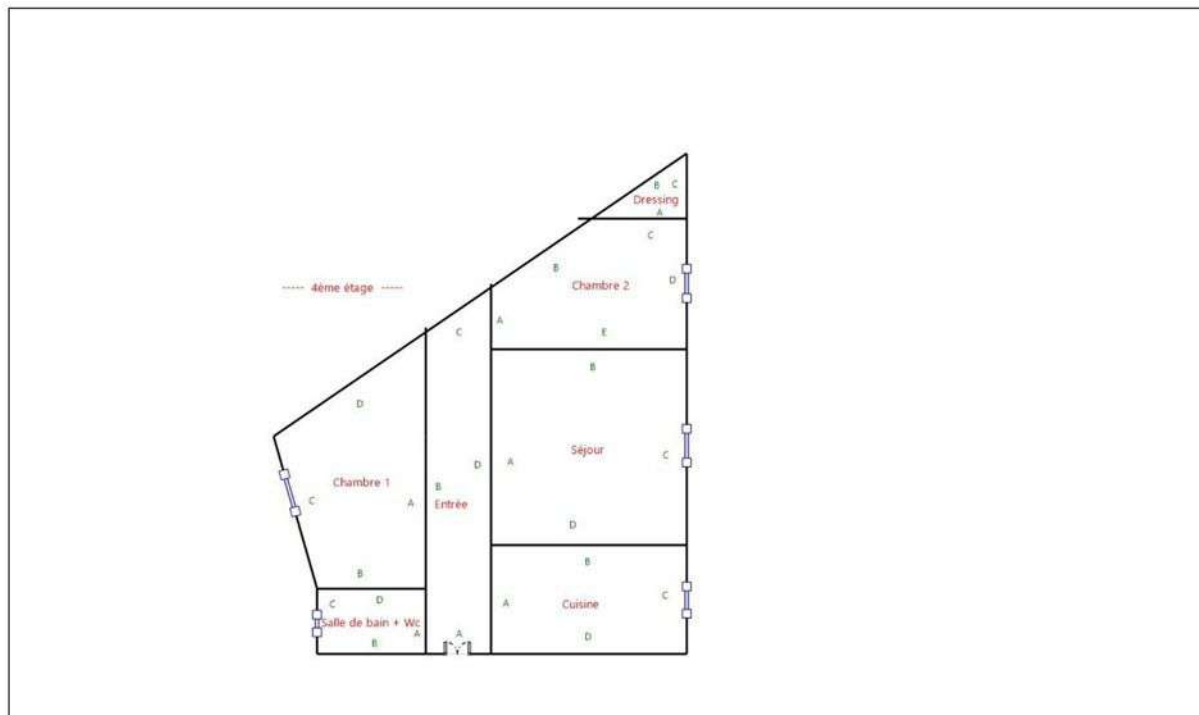 B C
Dressing
A
C
B
D
----- 4ème étage -----
Chambre 2
A
C
E
B
D
Séjour
C
A
D
Chambre 1
A
B
C
Entrée
D
B
B
D
C
A
Cuisine
C
Salle de bain + Wc
A
A
B
D